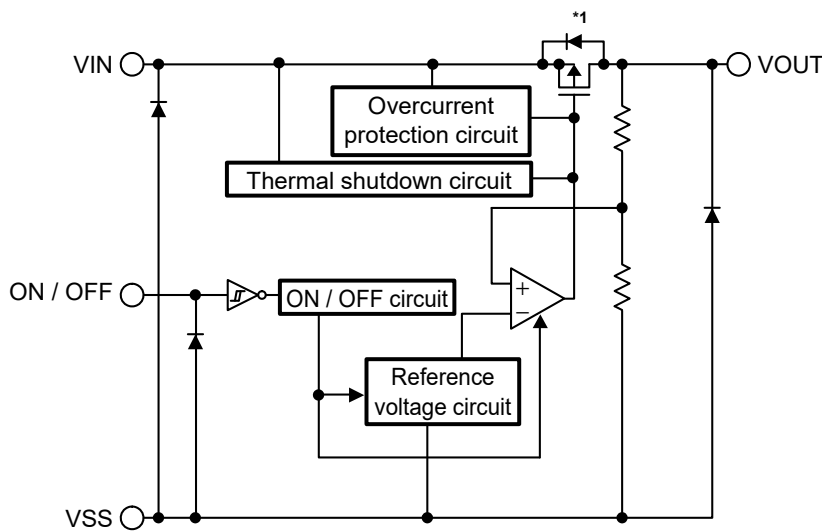 *1
VIN
VOUT
Overcurrent
protection circuit
Thermal shutdown circuit
ON / OFF
ON / OFF circuit
+
−
Reference
voltage circuit
VSS